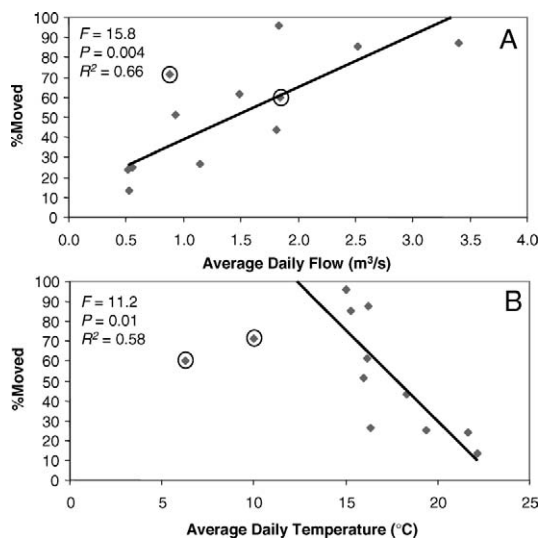 A
F = 15.8
P = 0.004
R² = 0.66
%Moved
100
90
80
70
60
50
40
30
20
10
0
0.0 0.5 1.0 1.5 2.0 2.5 3.0 3.5 4.0
Average Daily Flow (m³/s)
B
F = 11.2
P = 0.01
R² = 0.58
%Moved
100
90
80
70
60
50
40
30
20
10
0
0 5 10 15 20 25
Average Daily Temperature (°C)